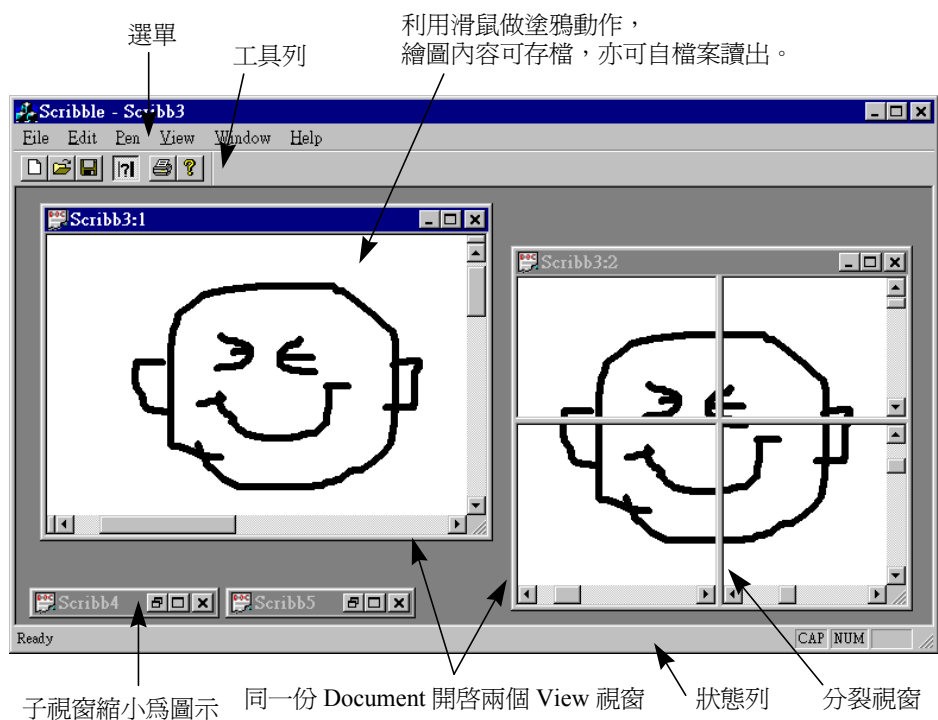 選單
工具列
利用滑鼠做塗鴉動作，
繪圖內容可存檔，亦可自檔案讀出。
Scribble - Scribb3
File Edit Pen View Window Help
Scribb3:1
Scribb3:2
Scribb4
Scribb5
Ready
CAP NUM
子視窗縮小為圖示
同一份 Document 開啓兩個 View 視窗
狀態列
分裂視窗